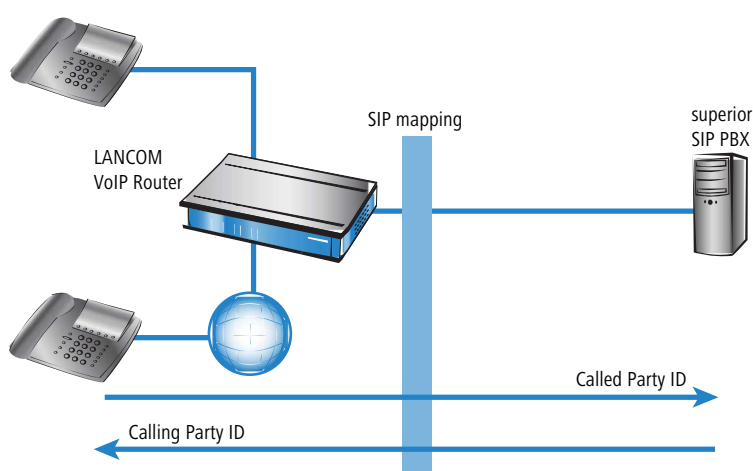 SIP mapping
superior
SIP PBX
LANCOM
VoIP Router
Called Party ID
Calling Party ID